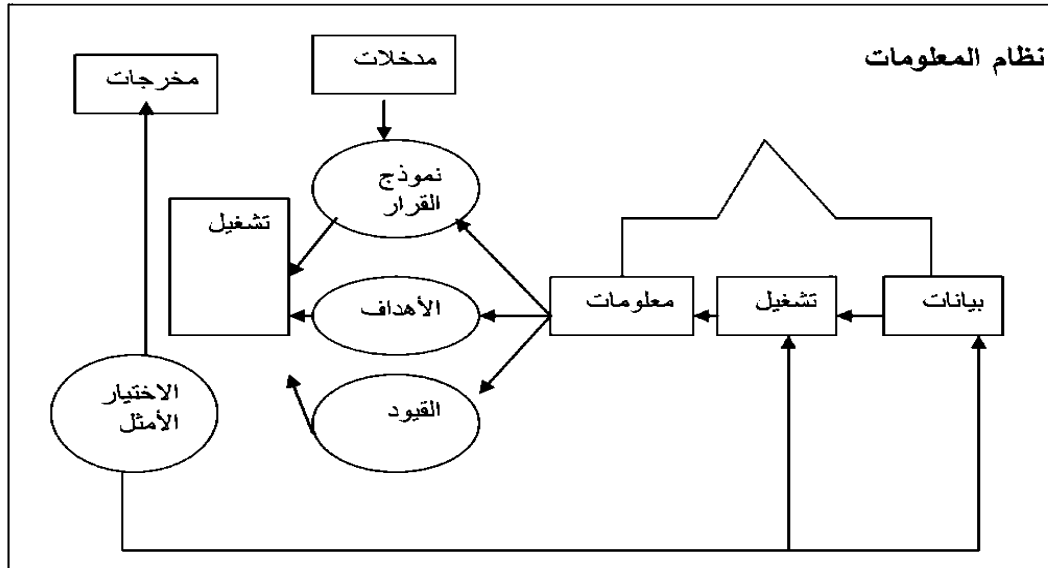 نظام المعلومات
مدخلات
مخرجات
نموذج
القرار
تشغيل
الأهداف
القيود
بيانات
تشغيل
معلومات
الاختيار
الأمثل